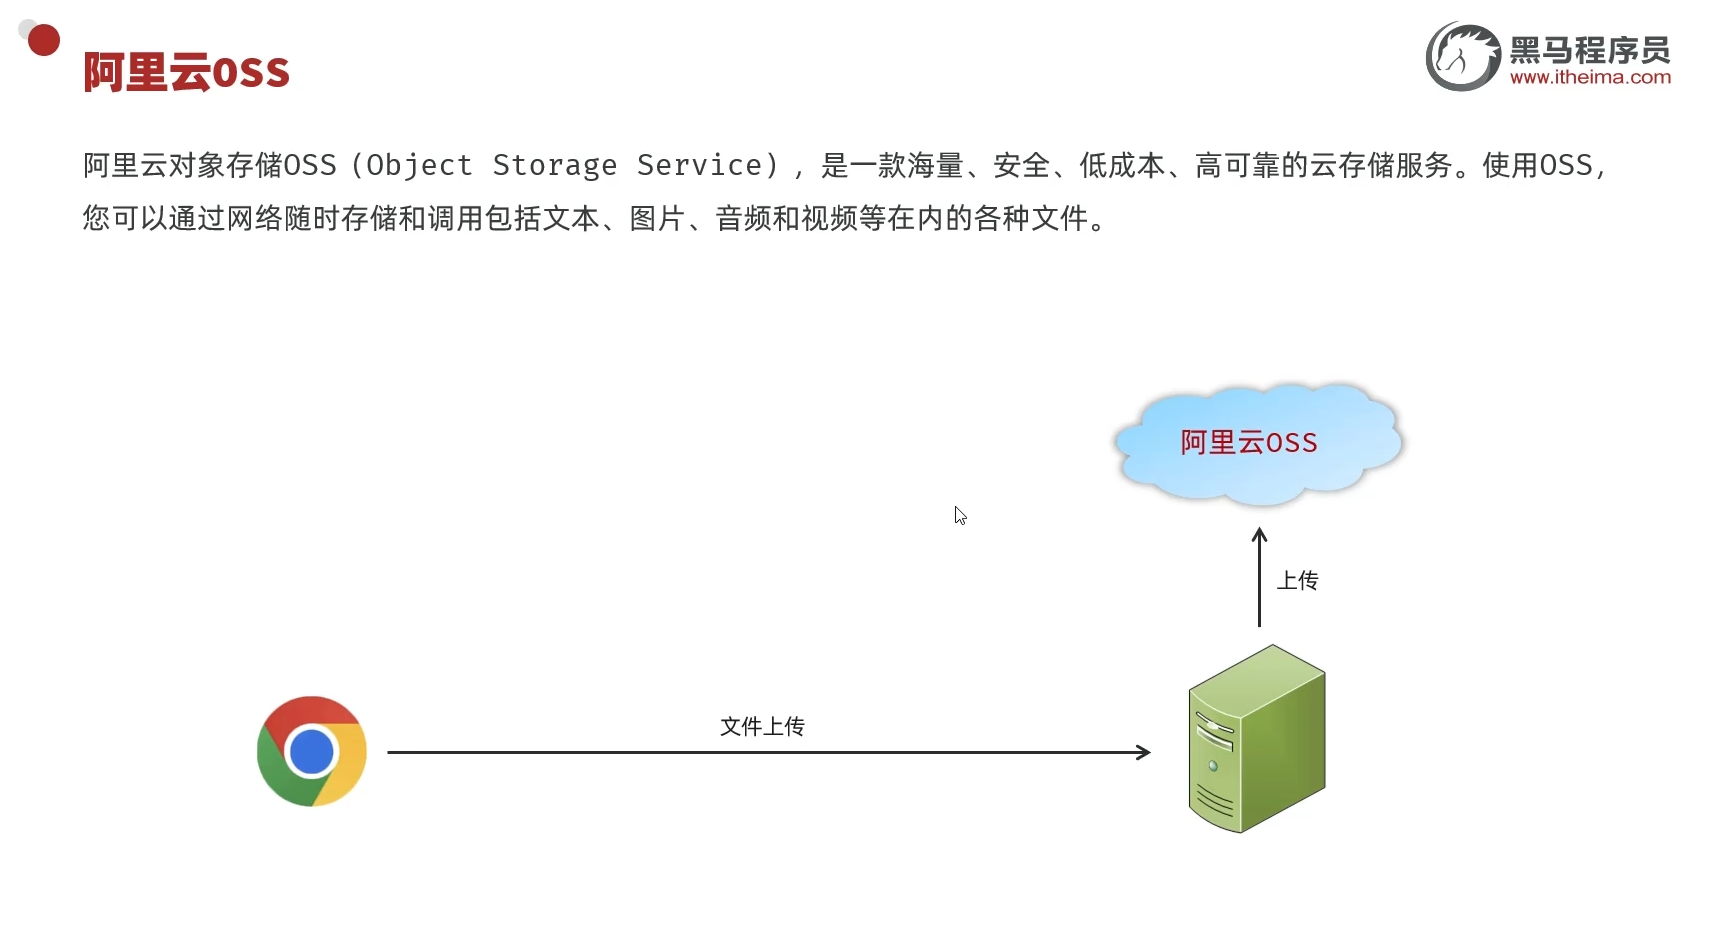 阿里云OSS
黑马程序员
www.itheima.com
阿里云对象存储OSS（Object Storage Service），是一款海量、安全、低成本、高可靠的云存储服务。使用OSS，
您可以通过网络随时存储和调用包括文本、图片、音频和视频等在内的各种文件。
阿里云OSS
上传
文件上传